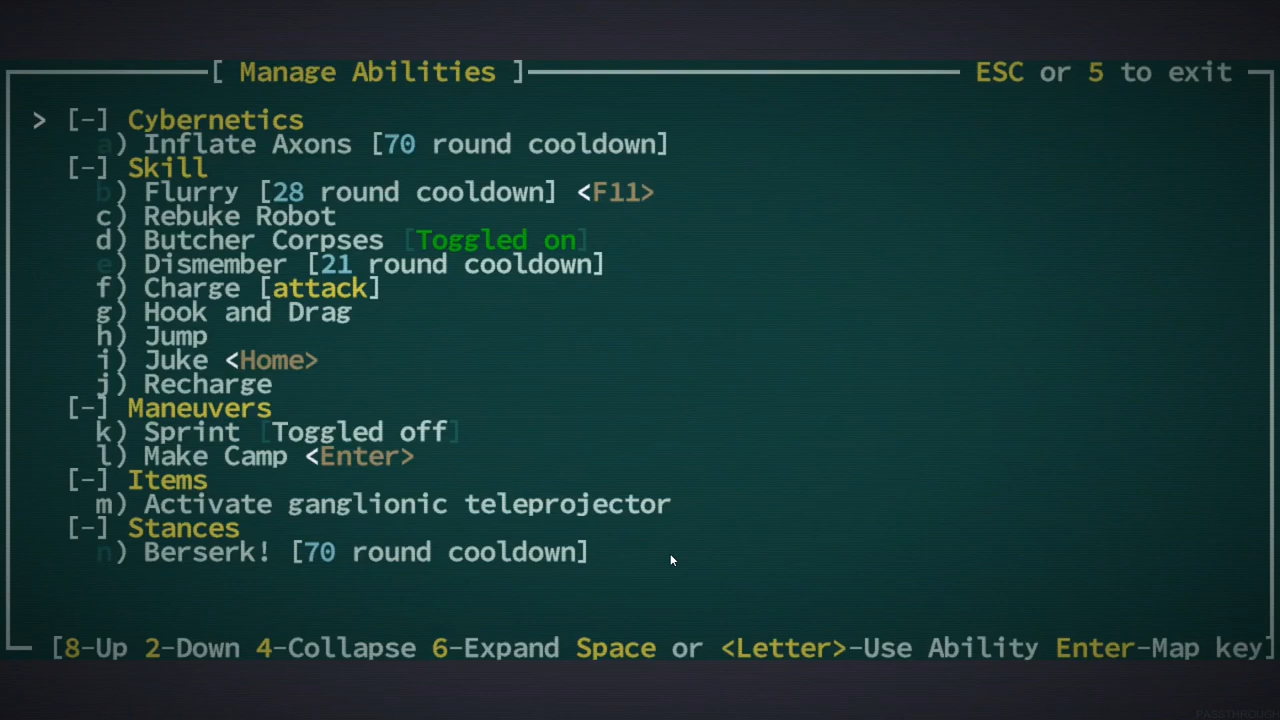 [ Manage Abilities ] ESC or 5 to exit
> [-] Cybernetics
a) Inflate Axons [70 round cooldown]
[-] Skill
b) Flurry [28 round cooldown] <F11>
c) Rebuke Robot
d) Butcher Corpses [Toggled on]
e) Dismember [21 round cooldown]
f) Charge [attack]
g) Hook and Drag
h) Jump
i) Juke <Home>
j) Recharge
[-] Maneuvers
k) Sprint [Toggled off]
l) Make Camp <Enter>
[-] Items
m) Activate ganglionic teleprojector
[-] Stances
n) Berserk! [70 round cooldown]
[8-Up 2-Down 4-Collapse 6-Expand Space or <Letter>-Use Ability Enter-Map key]